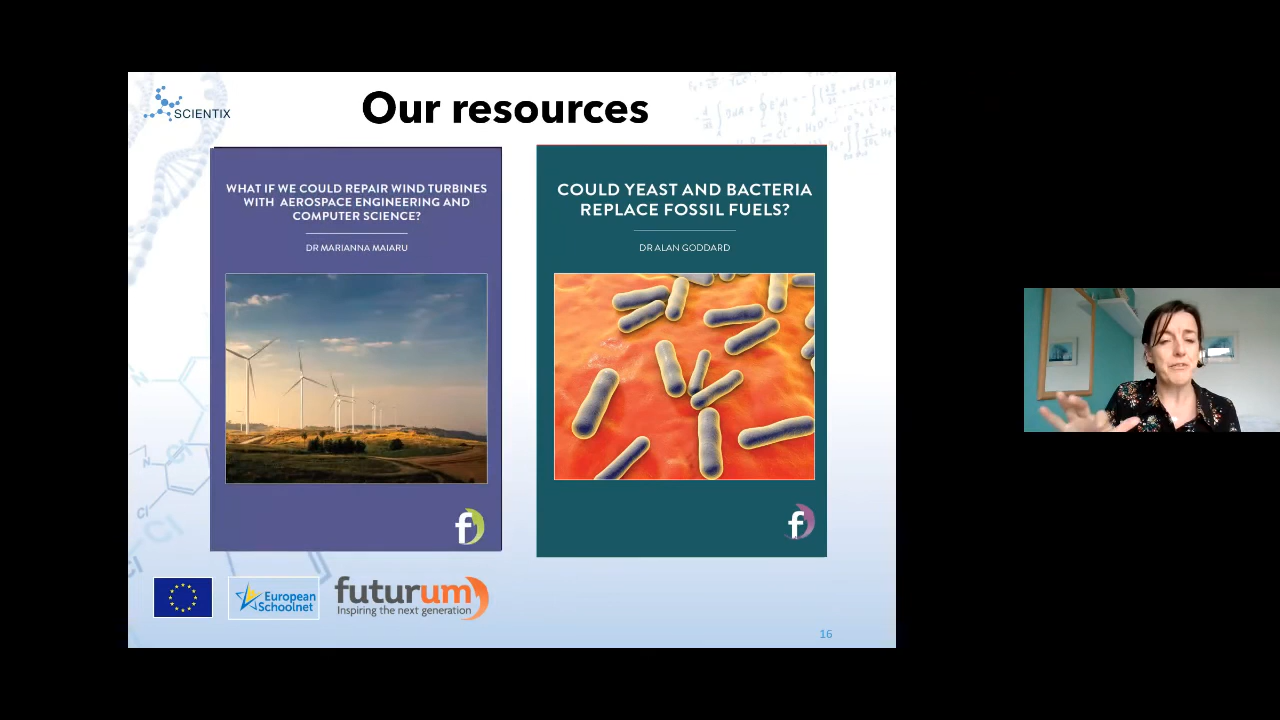 SCIENTIX
Our resources
WHAT IF WE COULD REPAIR WIND TURBINES
WITH AEROSPACE ENGINEERING AND
COMPUTER SCIENCE?
DR MARIANNA MAIARU
f
COULD YEAST AND BACTERIA
REPLACE FOSSIL FUELS?
DR ALAN GODDARD
f
European
Schoolnet
futurum
Inspiring the next generation
16